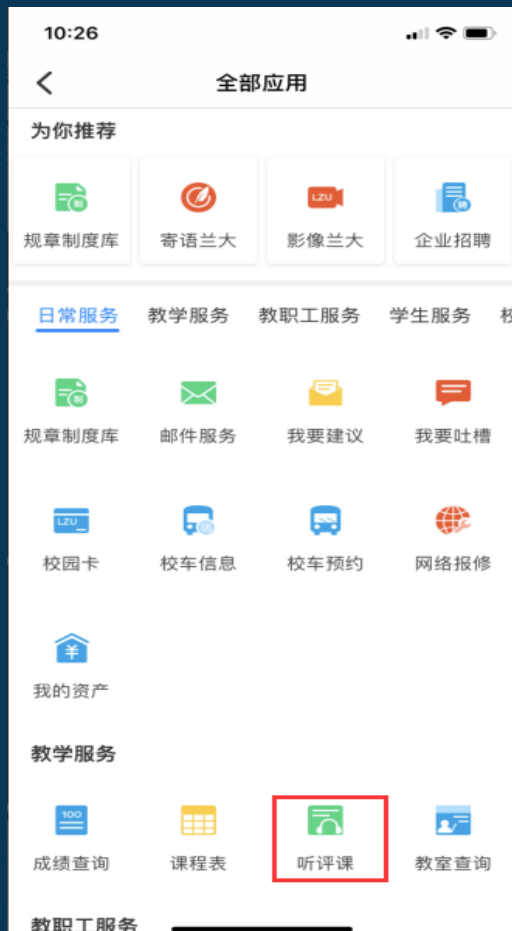 10:26
全部应用
为你推荐
LZU
规章制度库 寄语兰大 影像兰大 企业招聘
日常服务 教学服务 教职工服务 学生服务
规章制度库 邮件服务 我要建议 我要吐槽
LZU
校园卡 校车信息 校车预约 网络报修
我的资产
教学服务
100
成绩查询 课程表 听评课 教室查询
教职工服务